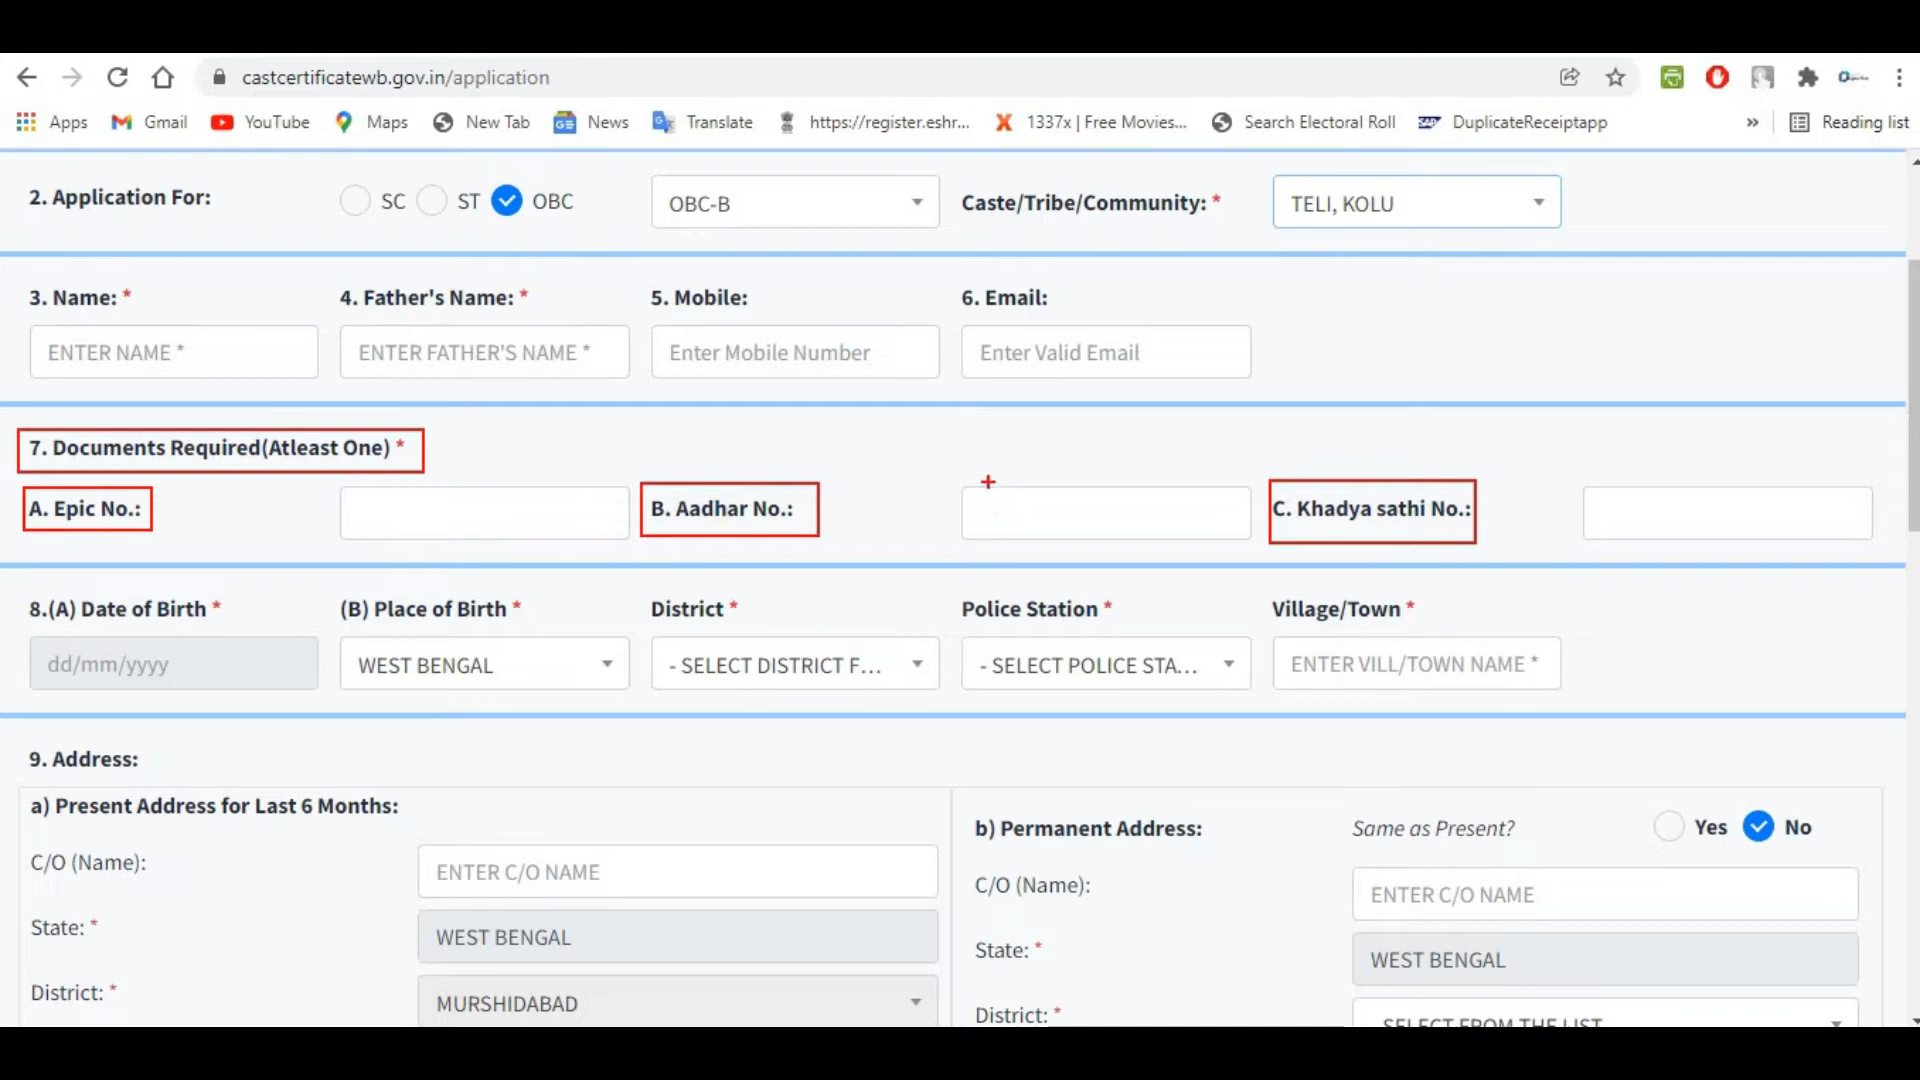 castcertificatewb.gov.in/application
Apps Gmail YouTube Maps New Tab News Translate https://register.eshr... 1337x | Free Movies... Search Electoral Roll DuplicateReceiptapp » Reading list
2. Application For: SC ST OBC OBC-B Caste/Tribe/Community: * TELI, KOLU
3. Name: * 4. Father's Name: * 5. Mobile: 6. Email:
ENTER NAME * ENTER FATHER'S NAME * Enter Mobile Number Enter Valid Email
7. Documents Required(Atleast One) *
A. Epic No.: B. Aadhar No.: C. Khadya sathi No.:
8.(A) Date of Birth * (B) Place of Birth * District * Police Station * Village/Town *
dd/mm/yyyy WEST BENGAL - SELECT DISTRICT F... - SELECT POLICE STA... ENTER VILL/TOWN NAME *
9. Address:
a) Present Address for Last 6 Months:
C/O (Name): ENTER C/O NAME
State: * WEST BENGAL
District: * MURSHIDABAD
b) Permanent Address: Same as Present? Yes No
C/O (Name): ENTER C/O NAME
State: * WEST BENGAL
District: * SELECT FROM THE LIST